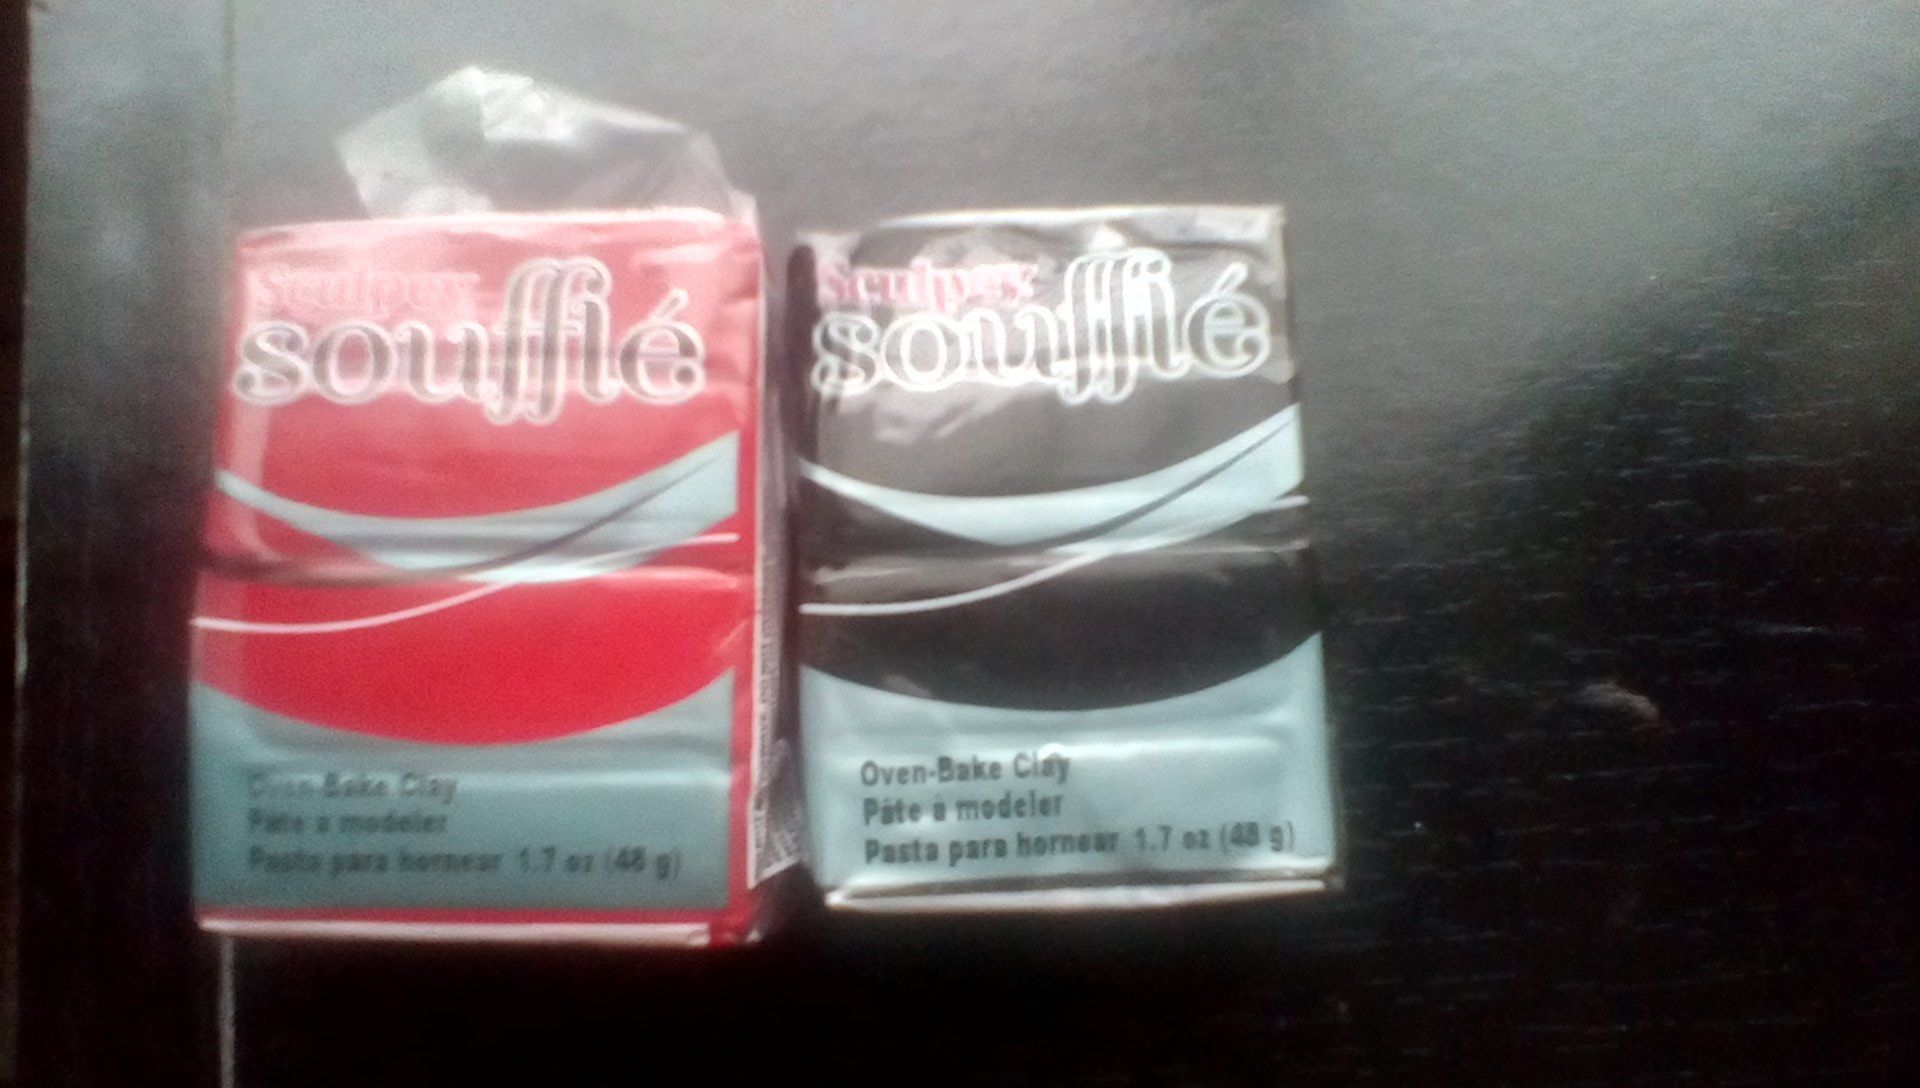 Sculpey
soufflé
Oven-Bake Clay
Pâte à modeler
Pasta para hornear 1.7 oz (48 g)
Sculpey
soufflé
Oven-Bake Clay
Pâte à modeler
Pasta para hornear 1.7 oz (48 g)